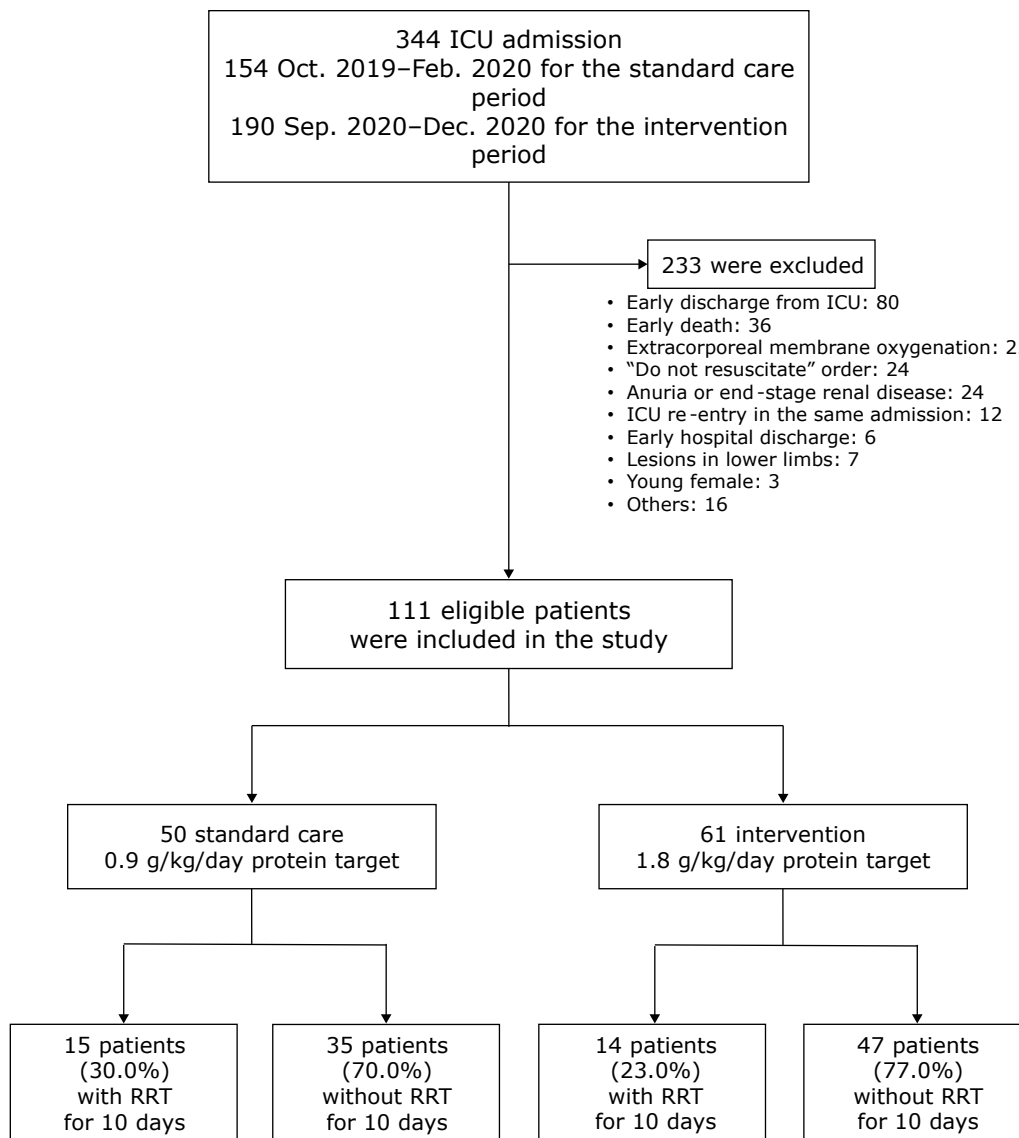 344 ICU admission
154 Oct. 2019–Feb. 2020 for the standard care
period
190 Sep. 2020–Dec. 2020 for the intervention
period
233 were excluded
• Early discharge from ICU: 80
• Early death: 36
• Extracorporeal membrane oxygenation: 2
• “Do not resuscitate” order: 24
• Anuria or end-stage renal disease: 24
• ICU re-entry in the same admission: 12
• Early hospital discharge: 6
• Lesions in lower limbs: 7
• Young female: 3
• Others: 16
111 eligible patients
were included in the study
50 standard care
0.9 g/kg/day protein target
61 intervention
1.8 g/kg/day protein target
15 patients
(30.0%)
with RRT
for 10 days
35 patients
(70.0%)
without RRT
for 10 days
14 patients
(23.0%)
with RRT
for 10 days
47 patients
(77.0%)
without RRT
for 10 days